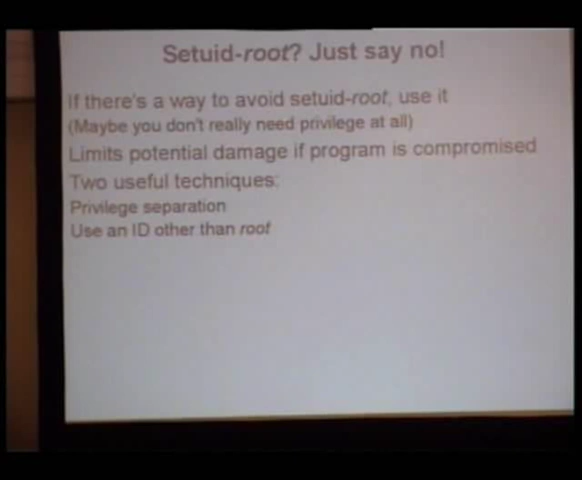 Setuid-root? Just say no!
If there's a way to avoid setuid-root, use it
(Maybe you don't really need privilege at all)
Limits potential damage if program is compromised
Two useful techniques:
Privilege separation
Use an ID other than root